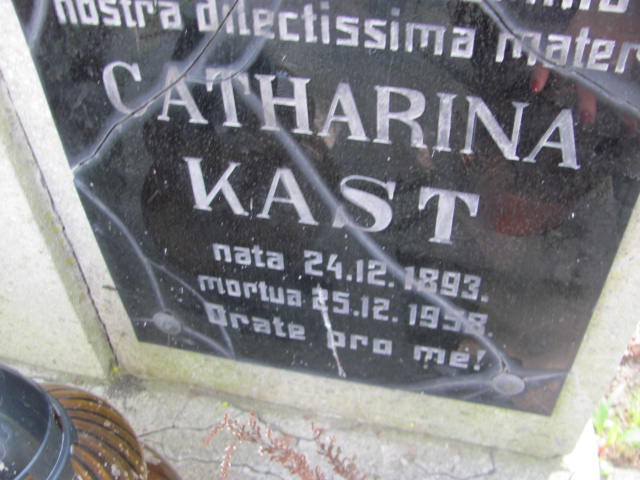 nostra dilectissima mater
CATHARINA
KAST
nata 24.12.1893.
mortua 25.12.1958.
Orate pro me!